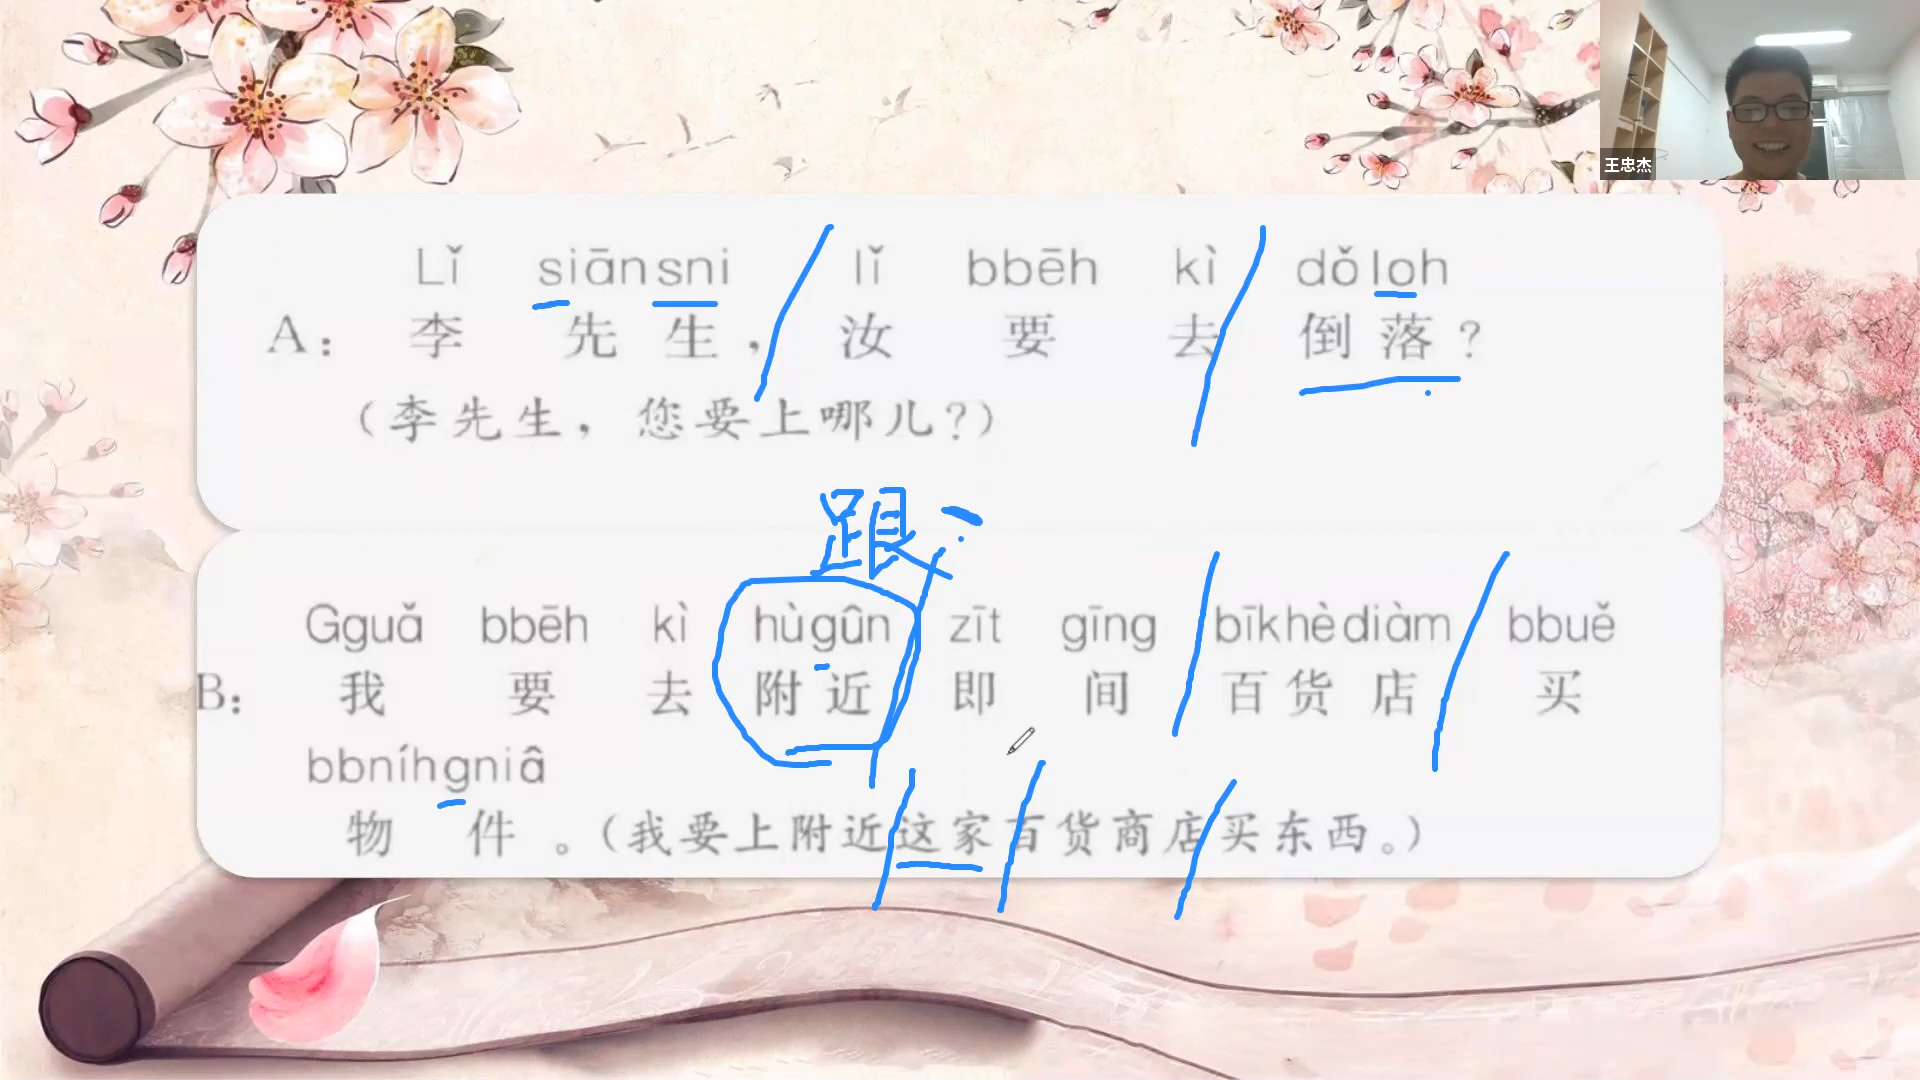 王忠杰
Lǐ siānsni lǐ bbēh kì dǒloh
A：李先生，汝要去倒落？
（李先生，您要上哪儿？）
跟
Gguǎ bbēh kì hùgûn zīt gīng bīkhèdiàm bbuě
B：我要去附近即间百货店买
bbníhgniâ
物件。（我要上附近这家百货商店买东西。）